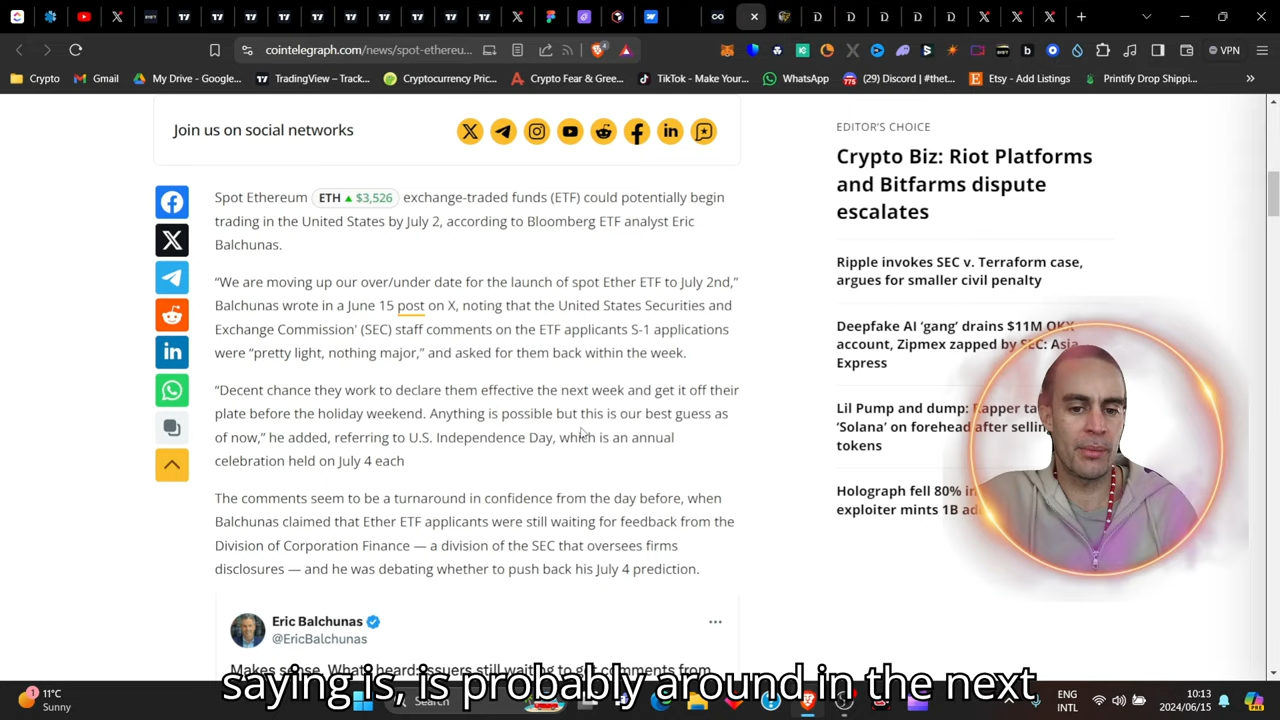 cointelegraph.com/news/spot-ethereu...
4
VPN
Crypto
Gmail
My Drive - Google...
TradingView – Track...
Cryptocurrency Pric...
Crypto Fear & Gree...
TikTok - Make Your...
WhatsApp
(29) Discord | #thet...
Etsy - Add Listings
Printify Drop Shippi...
Join us on social networks
EDITOR'S CHOICE
Crypto Biz: Riot Platforms
and Bitfarms dispute
escalates
Spot Ethereum ETH ▲ $3,526 exchange-traded funds (ETF) could potentially begin
trading in the United States by July 2, according to Bloomberg ETF analyst Eric
Balchunas.
Ripple invokes SEC v. Terraform case,
argues for smaller civil penalty
“We are moving up our over/under date for the launch of spot Ether ETF to July 2nd,”
Balchunas wrote in a June 15 post on X, noting that the United States Securities and
Exchange Commission' (SEC) staff comments on the ETF applicants S-1 applications
were “pretty light, nothing major,” and asked for them back within the week.
Deepfake AI ‘gang’ drains $11M OKX
account, Zipmex zapped by SEC: Asia
Express
“Decent chance they work to declare them effective the next week and get it off their
plate before the holiday weekend. Anything is possible but this is our best guess as
of now,” he added, referring to U.S. Independence Day, which is an annual
celebration held on July 4 each
Lil Pump and dump: Rapper ta
‘Solana’ on forehead after sellin
tokens
Holograph fell 80% in
exploiter mints 1B ad
The comments seem to be a turnaround in confidence from the day before, when
Balchunas claimed that Ether ETF applicants were still waiting for feedback from the
Division of Corporation Finance — a division of the SEC that oversees firms
disclosures — and he was debating whether to push back his July 4 prediction.
Eric Balchunas
@EricBalchunas
saying is, is probably around in the next
1
11°C
Sunny
Search
ENG
INTL
10:13
2024/06/15